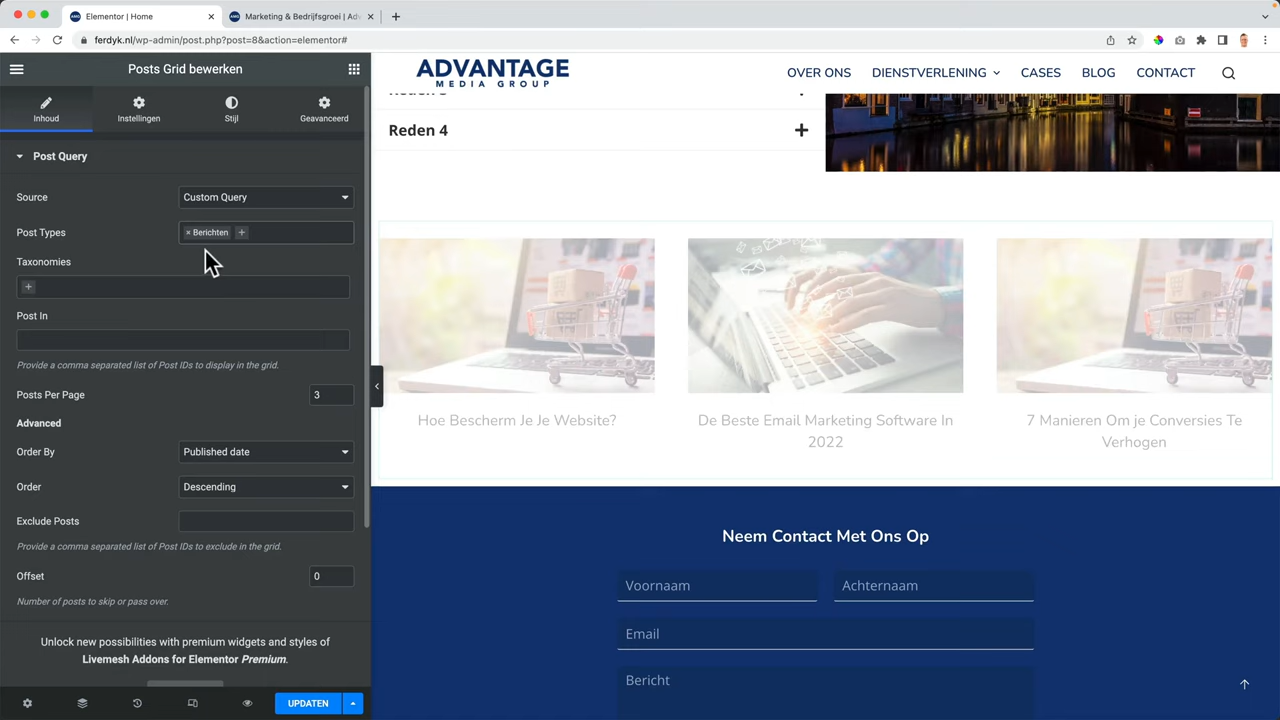 Elementor | Home
Marketing & Bedrijfsgroei | Adv
ferdyk.nl/wp-admin/post.php?post=8&action=elementor#
Posts Grid bewerken
Inhoud
Instellingen
Stijl
Geavanceerd
Post Query
Source
Custom Query
Post Types
× Berichten +
Taxonomies
+
Post In
Provide a comma separated list of Post IDs to display in the grid.
Posts Per Page
3
Advanced
Order By
Published date
Order
Descending
Exclude Posts
Provide a comma separated list of Post IDs to exclude in the grid.
Offset
0
Number of posts to skip or pass over.
Unlock new possibilities with premium widgets and styles of
Livemesh Addons for Elementor Premium.
UPDATEN
ADVANTAGE
MEDIA GROUP
OVER ONS
DIENSTVERLENING
CASES
BLOG
CONTACT
Reden 4
Hoe Bescherm Je Je Website?
De Beste Email Marketing Software In
2022
7 Manieren Om je Conversies Te
Verhogen
Neem Contact Met Ons Op
Voornaam
Achternaam
Email
Bericht